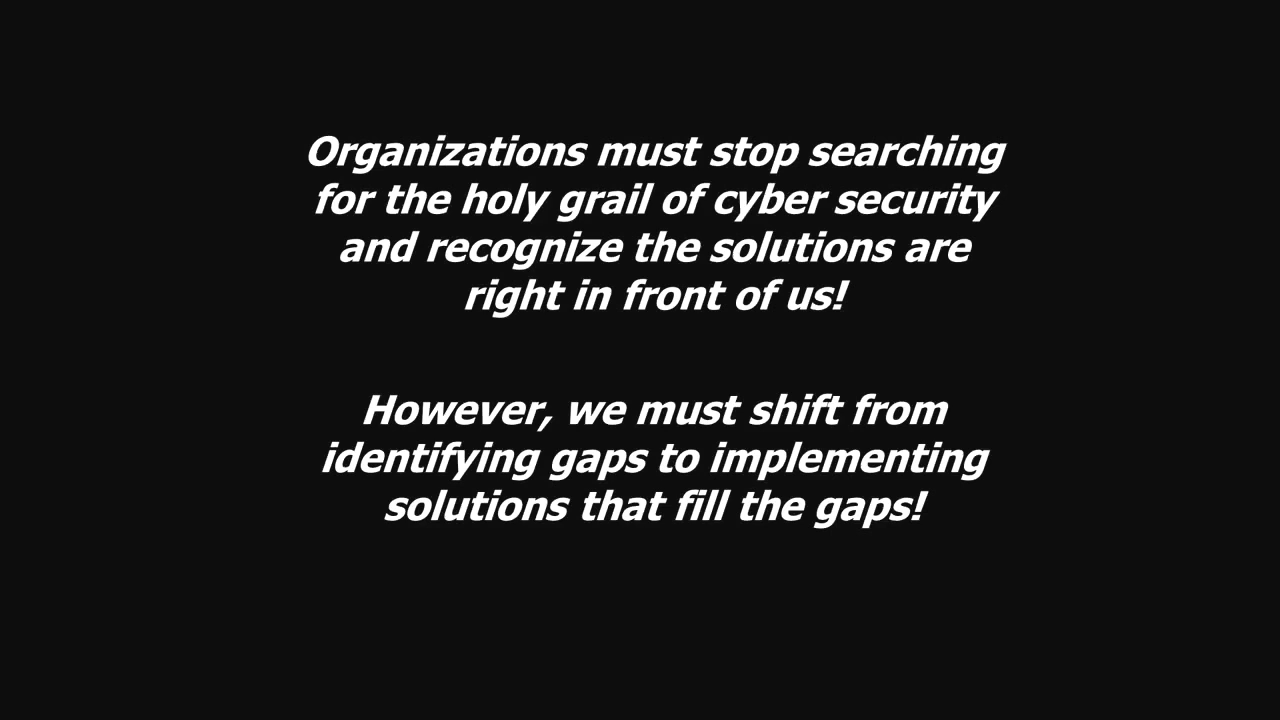 Organizations must stop searching
for the holy grail of cyber security
and recognize the solutions are
right in front of us!
However, we must shift from
identifying gaps to implementing
solutions that fill the gaps!